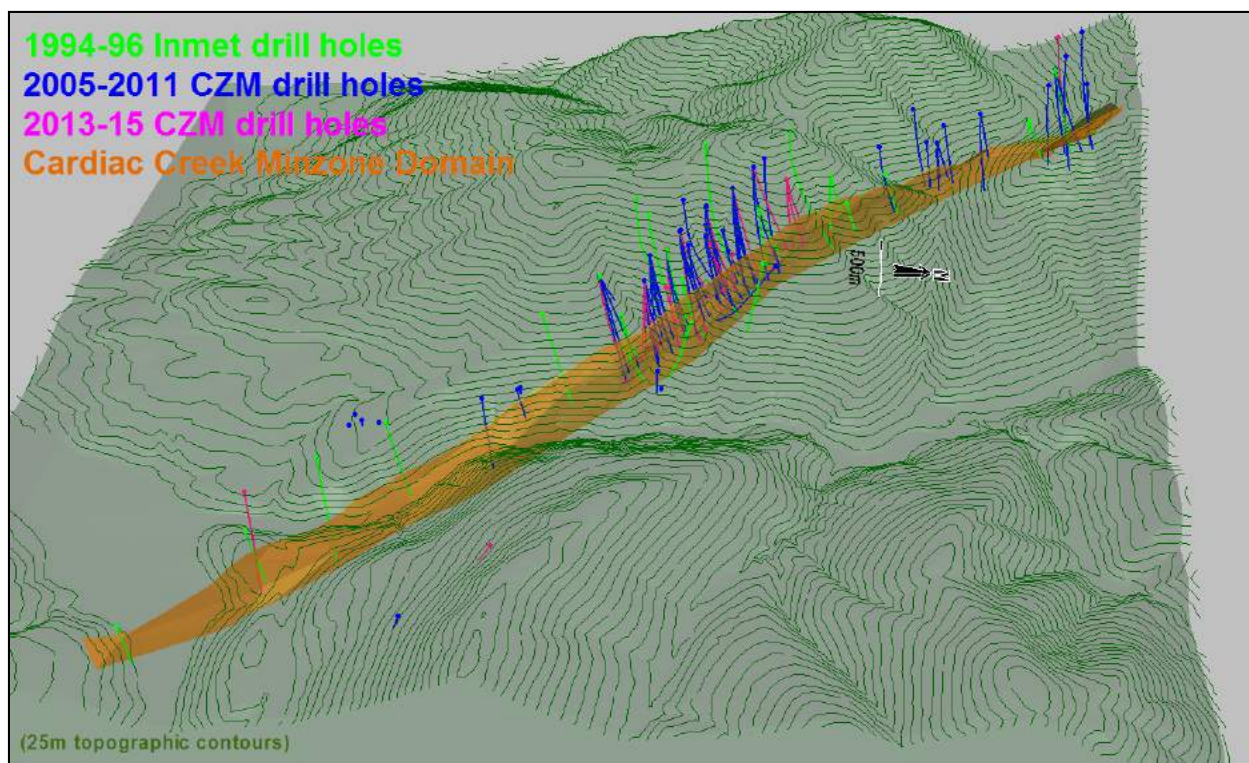 1994-96 Inmet drill holes
2005-2011 CZM drill holes
2013-15 CZM drill holes
Cardiac Creek Minzone Domain
500m
N
(25m topographic contours)